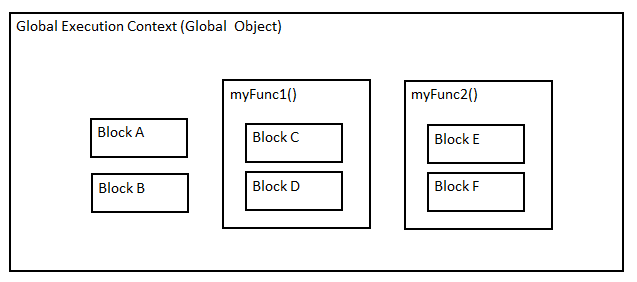 Global Execution Context (Global Object)
myFunc1()
myFunc2()
Block A
Block B
Block C
Block D
Block E
Block F